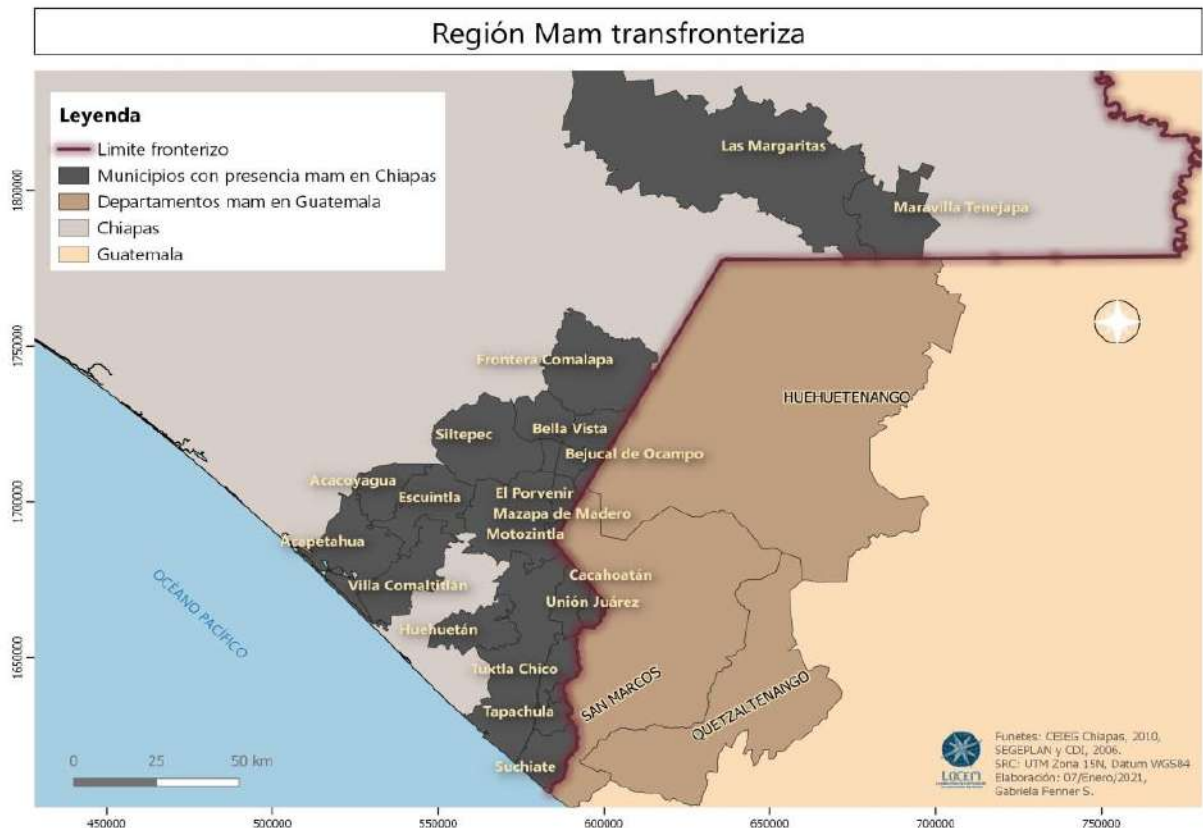 Región Mam transfronteriza
Leyenda
Limite fronterizo
Municipios con presencia mam en Chiapas
Departamentos mam en Guatemala
Chiapas
Guatemala
Las Margaritas
Maravilla Tenejapa
Frontera Comalapa
HUEHUETENANGO
Bella Vista
Siltepec
Bejucal de Ocampo
Acacoyagua
Escuintla
El Porvenir
Mazapa de Madero
Motozintla
Acapetahua
Cacahoatán
Villa Comaltitlán
Unión Juárez
OCÉANO PACÍFICO
Huehuetán
Tuxtla Chico
SAN MARCOS
QUETZALTENANGO
Tapachula
Suchiate
0 25 50 km
LACEM
Funetes: CEIEG Chiapas, 2010,
SEGEPLAN y CDI, 2006.
SRC: UTM Zona 15N, Datum WGS84
Elaboración: 07/Enero/2021,
Gabriela Fenner S.
1800000
1750000
1700000
1650000
450000 500000 550000 600000 650000 700000 750000